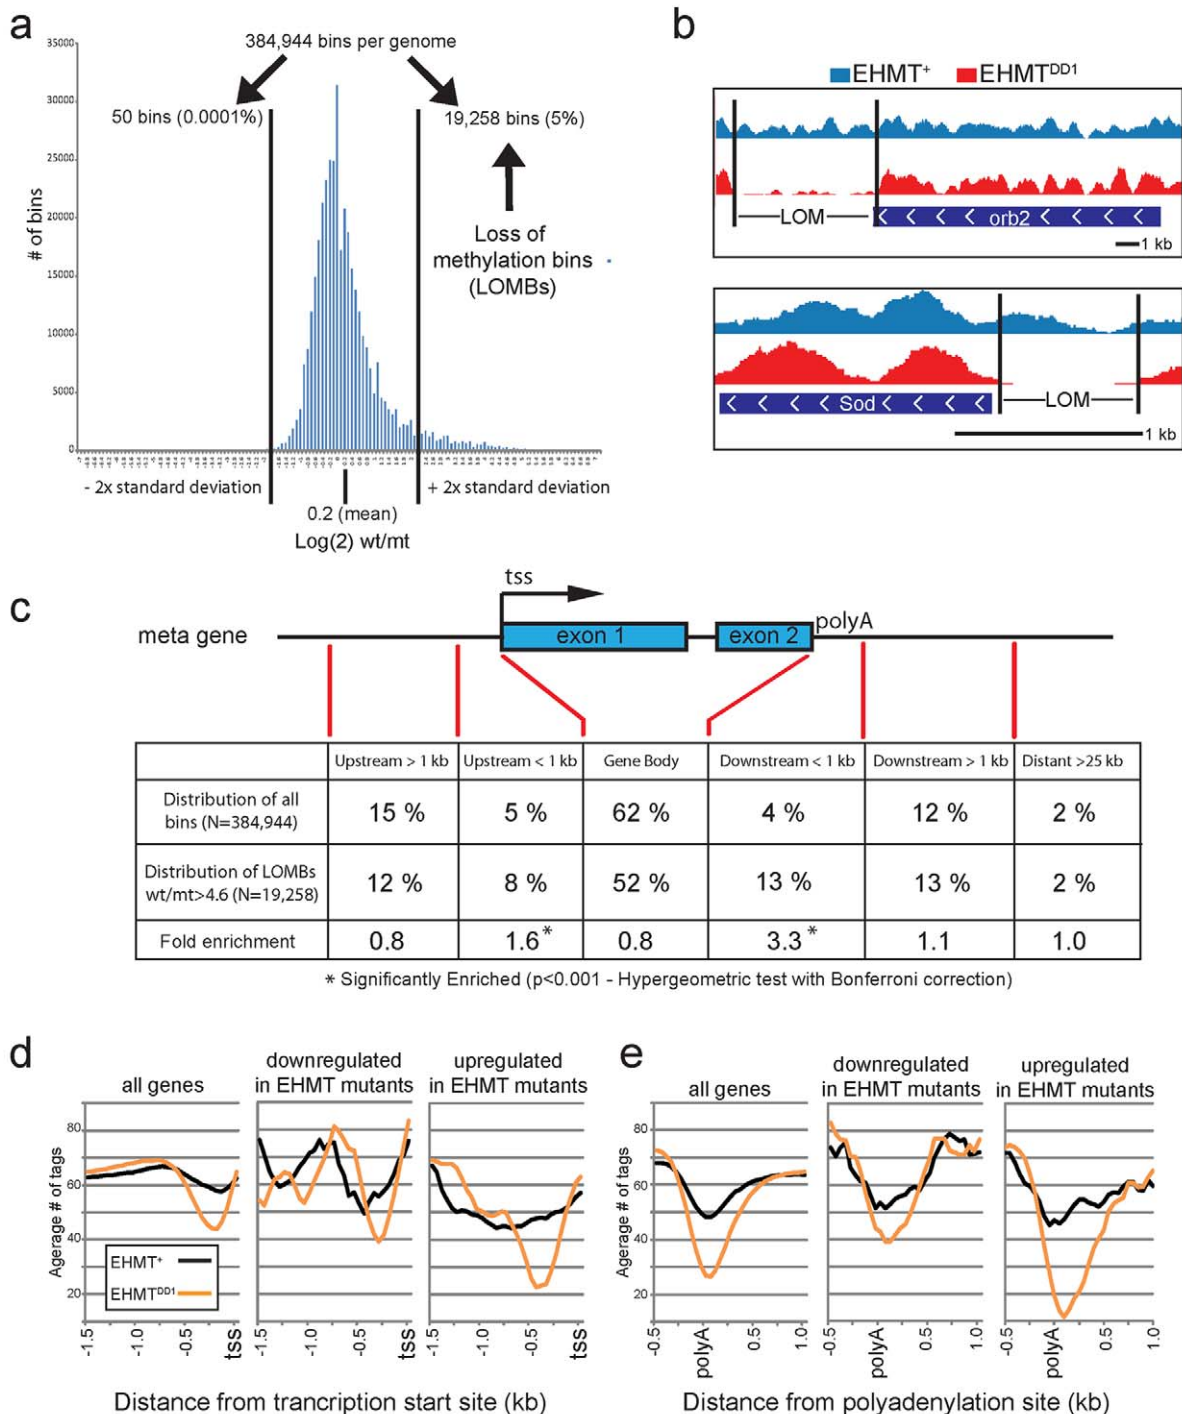 a
384,944 bins per genome
50 bins (0.0001%)
19,258 bins (5%)
Loss of
methylation bins
(LOMBs)
# of bins
35000
30000
25000
20000
15000
10000
5000
0
- 2x standard deviation
+ 2x standard deviation
0.2 (mean)
Log(2) wt/mt
b
EHMT+ EHMTDD1
LOM
orb2
1 kb
Sod
LOM
1 kb
c
tss
meta gene
exon 1
exon 2
polyA
Upstream > 1 kb Upstream < 1 kb Gene Body Downstream < 1 kb Downstream > 1 kb Distant >25 kb
Distribution of all
bins (N=384,944)
15 % 5 % 62 % 4 % 12 % 2 %
Distribution of LOMBs
wt/mt>4.6 (N=19,258)
12 % 8 % 52 % 13 % 13 % 2 %
Fold enrichment 0.8 1.6* 0.8 3.3* 1.1 1.0
* Significantly Enriched (p<0.001 - Hypergeometric test with Bonferroni correction)
d
all genes
downregulated
in EHMT mutants
upregulated
in EHMT mutants
Agerage # of tags
80
60
40
20
EHMT+
EHMTDD1
-1.5 -1.0 -0.5 tss
-1.5 -1.0 -0.5 tss
-1.5 -1.0 -0.5 tss
Distance from trancription start site (kb)
e
all genes
downregulated
in EHMT mutants
upregulated
in EHMT mutants
Agerage # of tags
80
60
40
20
-0.5 polyA 0.5 1.0
-0.5 polyA 0.5 1.0
-0.5 polyA 0.5 1.0
Distance from polyadenylation site (kb)